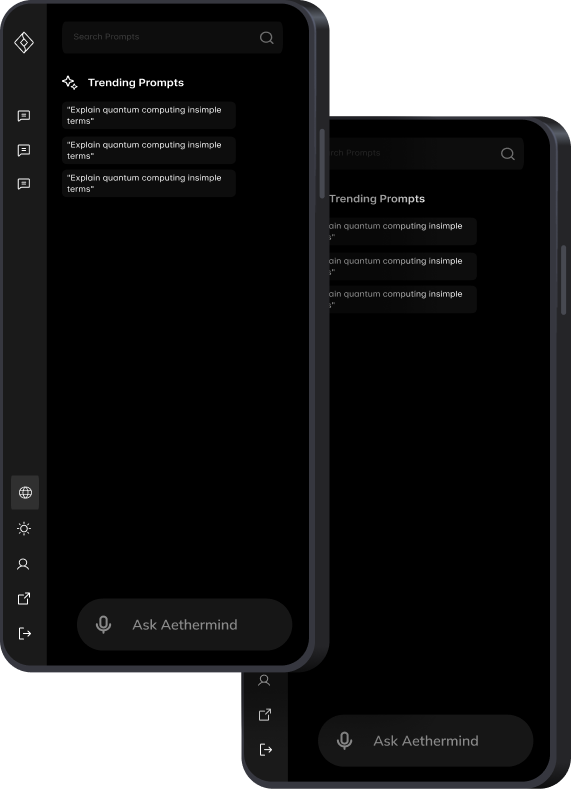 Search Prompts
Trending Prompts
"Explain quantum computing insimple
terms"
"Explain quantum computing insimple
terms"
"Explain quantum computing insimple
terms"
Ask Aethermind
rch Prompts
Trending Prompts
ain quantum computing insimple
s"
ain quantum computing insimple
s"
ain quantum computing insimple
s"
Ask Aethermind